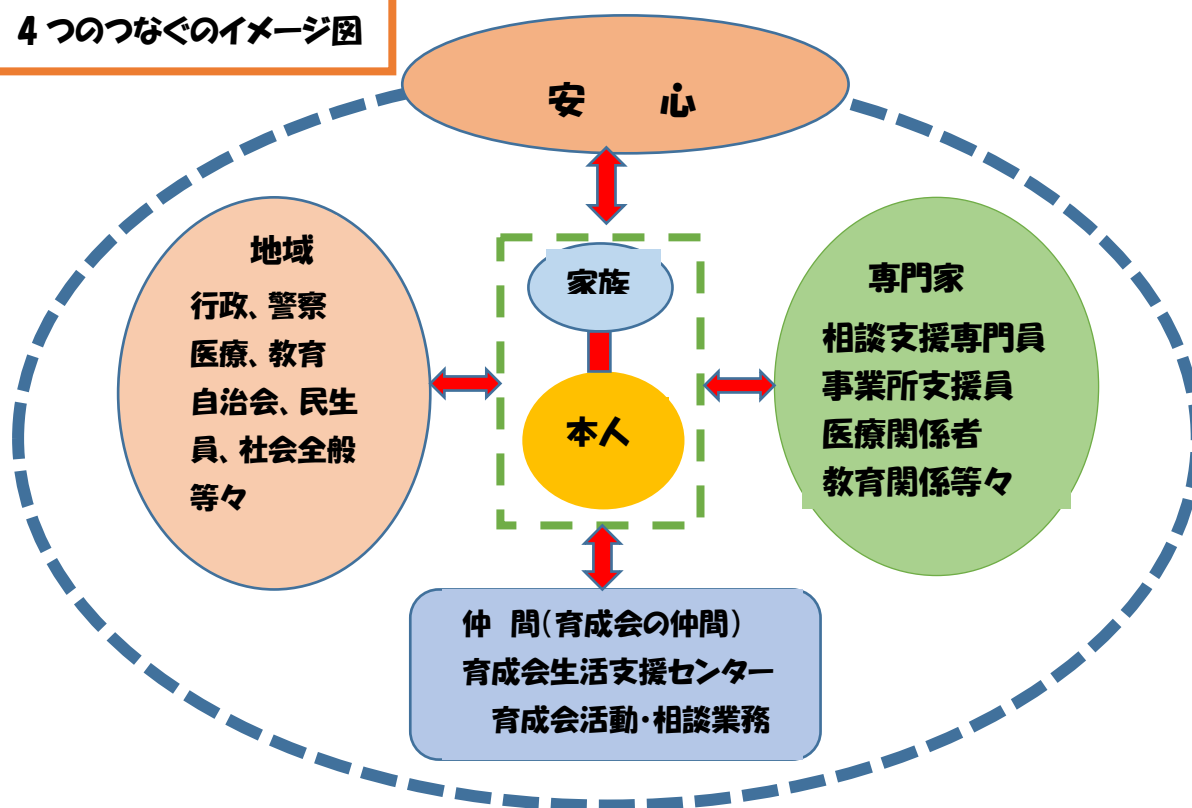 4つのつなぐのイメージ図
安　心
地域
行政、警察
医療、教育
自治会、民生
員、社会全般
等々
家族
本人
専門家
相談支援専門員
事業所支援員
医療関係者
教育関係等々
仲　間(育成会の仲間)
育成会生活支援センター
育成会活動・相談業務